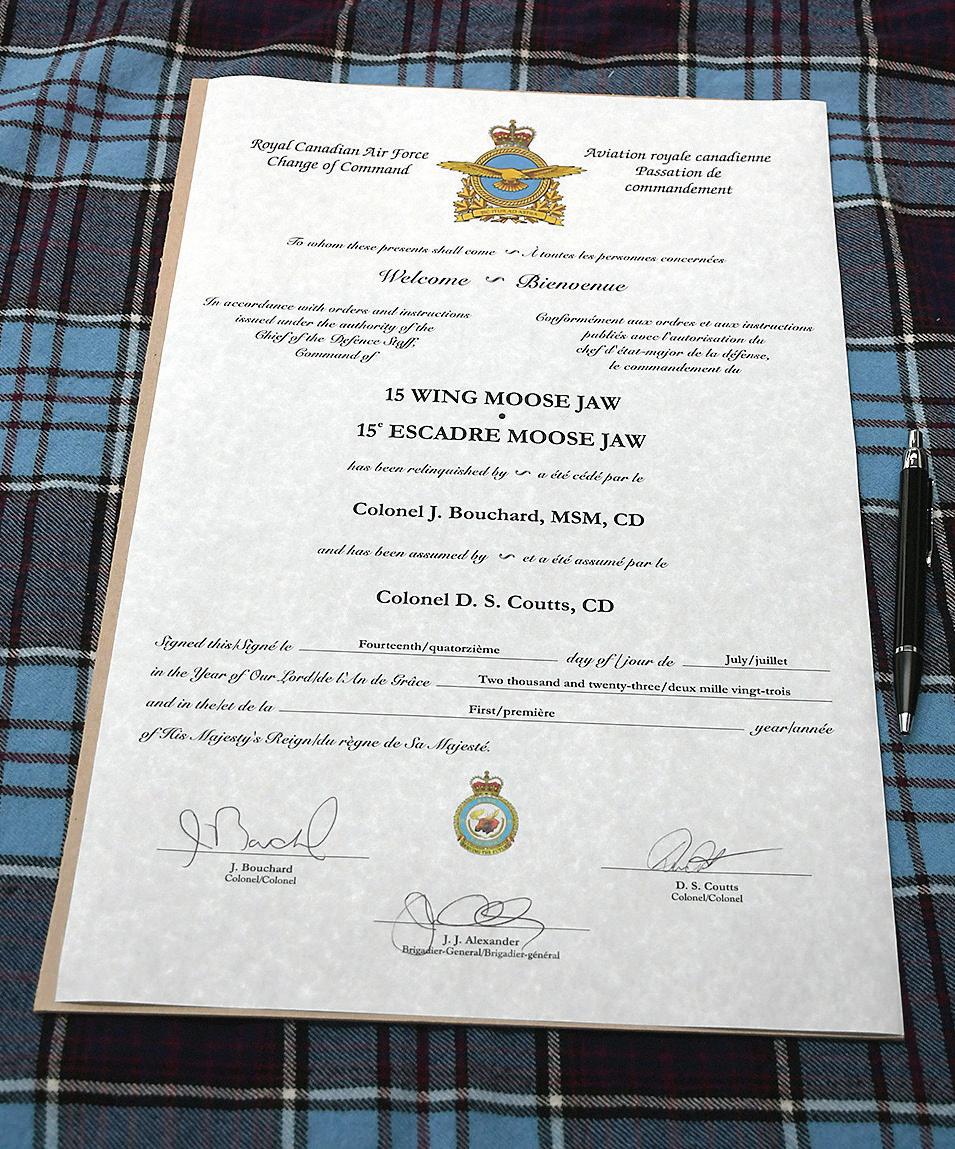 Royal Canadian Air Force
Change of Command
Aviation royale canadienne
Passation de
commandement
SIC ITUR AD ASTRA
To whom these presents shall come ~ À toutes les personnes concernées
Welcome ~ Bienvenue
In accordance with orders and instructions
issued under the authority of the
Chief of the Defence Staff,
Command of
Conformément aux ordres et aux instructions
publiés avec l'autorisation du
chef d'état-major de la défense,
le commandement du
15 WING MOOSE JAW
•
15e ESCADRE MOOSE JAW
has been relinquished by ~ a été cédé par le
Colonel J. Bouchard, MSM, CD
and has been assumed by ~ et a été assumé par le
Colonel D. S. Coutts, CD
Signed this/Signé le Fourteenth/quatorzième day of/jour de July/juillet
in the Year of Our Lord/de l'An de Grâce Two thousand and twenty-three/deux mille vingt-trois
and in the/et de la First/première year/année
of His Majesty's Reign/du règne de Sa Majesté.
J. Bouchard
Colonel/Colonel
D. S. Coutts
Colonel/Colonel
J. J. Alexander
Brigadier-General/Brigadier-général